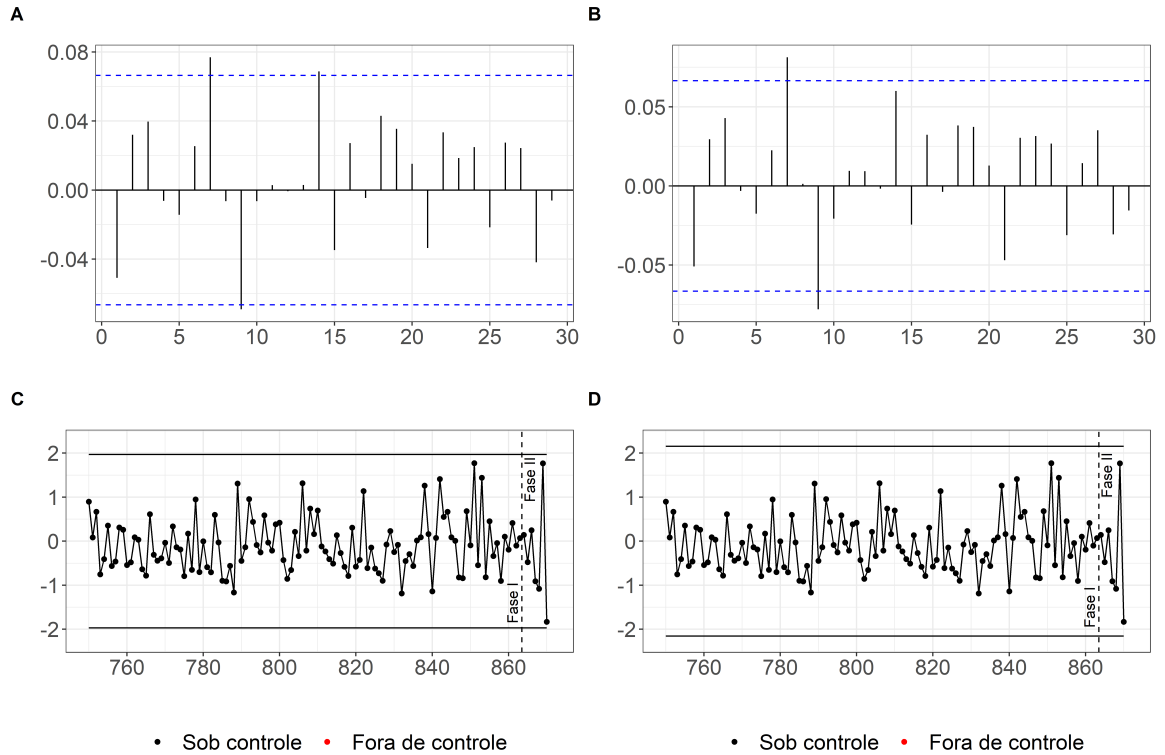 A
0.08
0.04
0.00
-0.04
0 5 10 15 20 25 30
B
0.05
0.00
-0.05
0 5 10 15 20 25 30
C
2
1
0
-1
-2
Fase I
Fase II
760 780 800 820 840 860
Sob controle Fora de controle
D
2
1
0
-1
-2
Fase I
Fase II
760 780 800 820 840 860
Sob controle Fora de controle